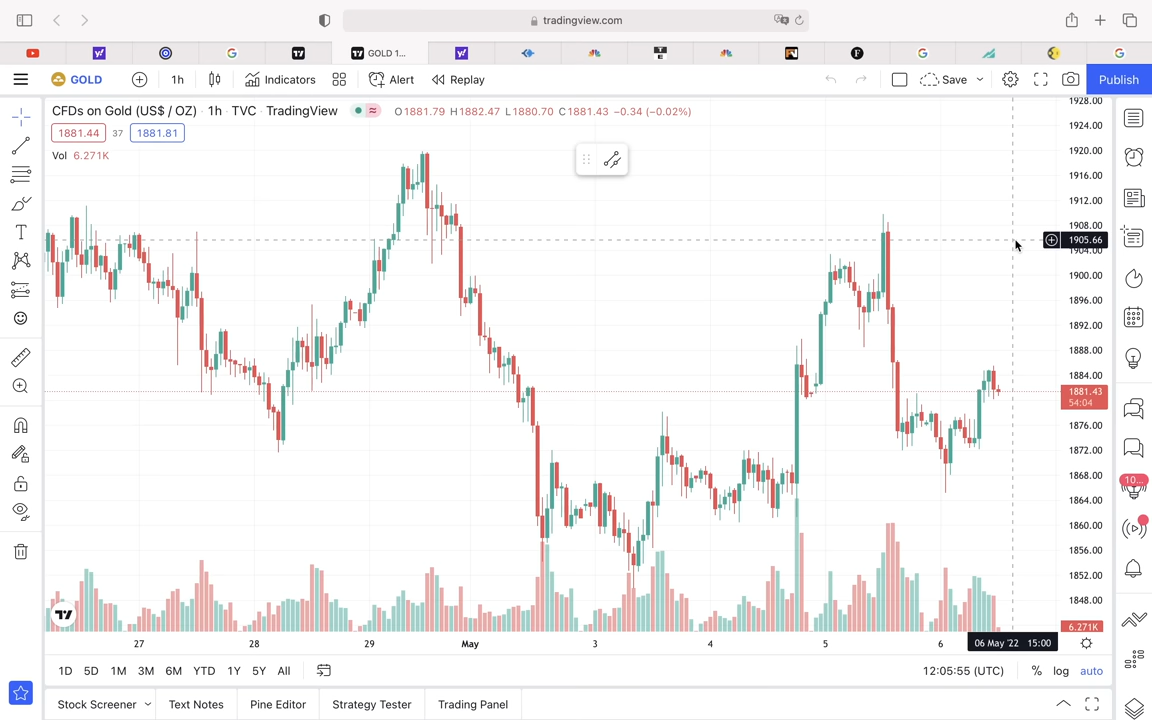 tradingview.com
GOLD 1...
GOLD
1h
Indicators
Alert
Replay
Save
Publish
CFDs on Gold (US$ / OZ) · 1h · TVC · TradingView
O1881.79 H1882.47 L1880.70 C1881.43 −0.34 (−0.02%)
1881.44 37 1881.81
Vol 6.271K
1928.00
1924.00
1920.00
1916.00
1912.00
1908.00
1905.66
1904.00
1900.00
1896.00
1892.00
1888.00
1884.00
1881.43
54:04
1876.00
1872.00
1868.00
1864.00
1860.00
1856.00
1852.00
1848.00
6.271K
10...
27 28 29 May 3 4 5 6 06 May '22 15:00
1D 5D 1M 3M 6M YTD 1Y 5Y All
12:05:55 (UTC) % log auto
Stock Screener Text Notes Pine Editor Strategy Tester Trading Panel